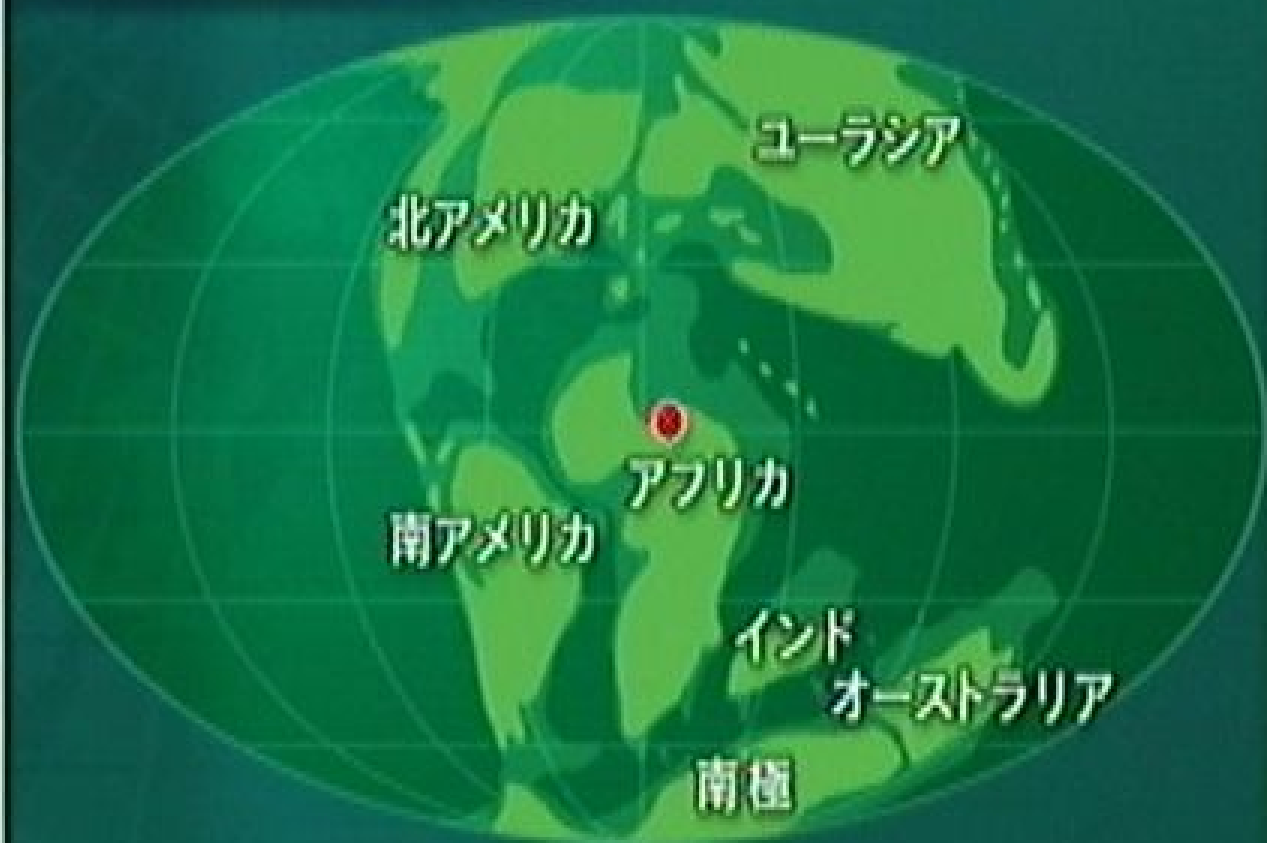 ユーラシア
北アメリカ
アフリカ
南アメリカ
インド
オーストラリア
南極